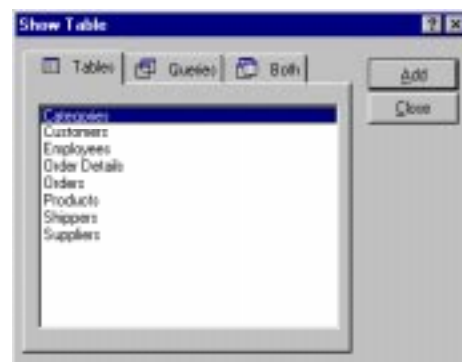 Show Table
Tables Queries Both
Add
Close
Categories
Customers
Employees
Order Details
Orders
Products
Shippers
Suppliers